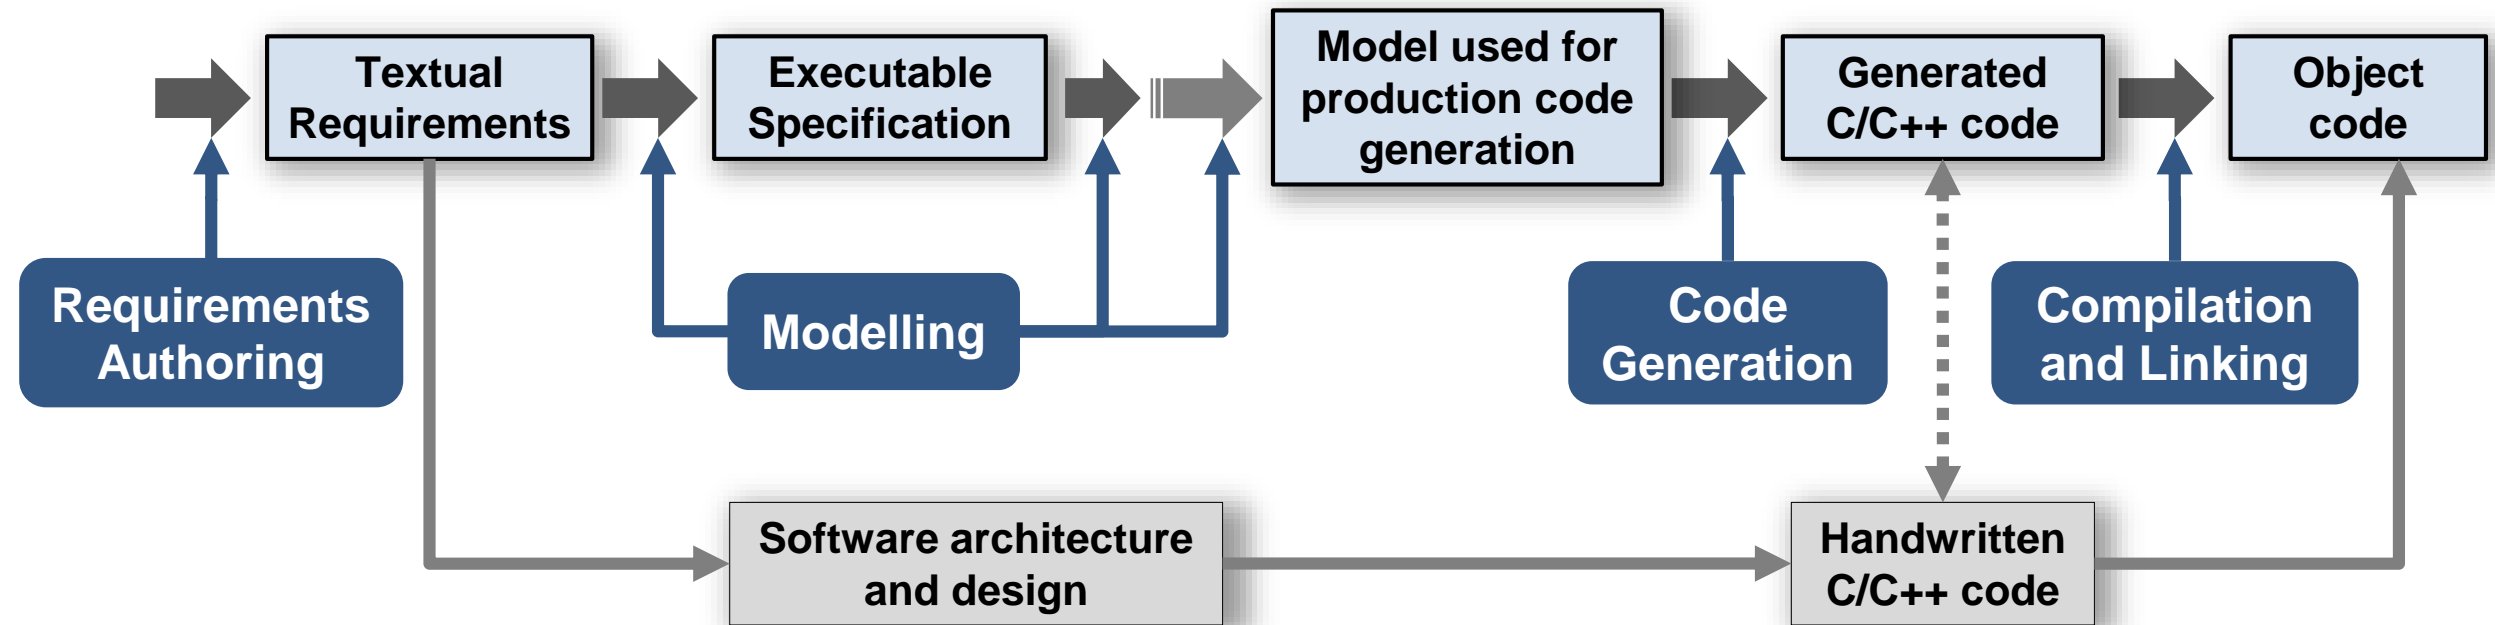 Textual
Requirements
Executable
Specification
Model used for
production code
generation
Generated
C/C++ code
Object
code
Requirements
Authoring
Modelling
Code
Generation
Compilation
and Linking
Software architecture
and design
Handwritten
C/C++ code